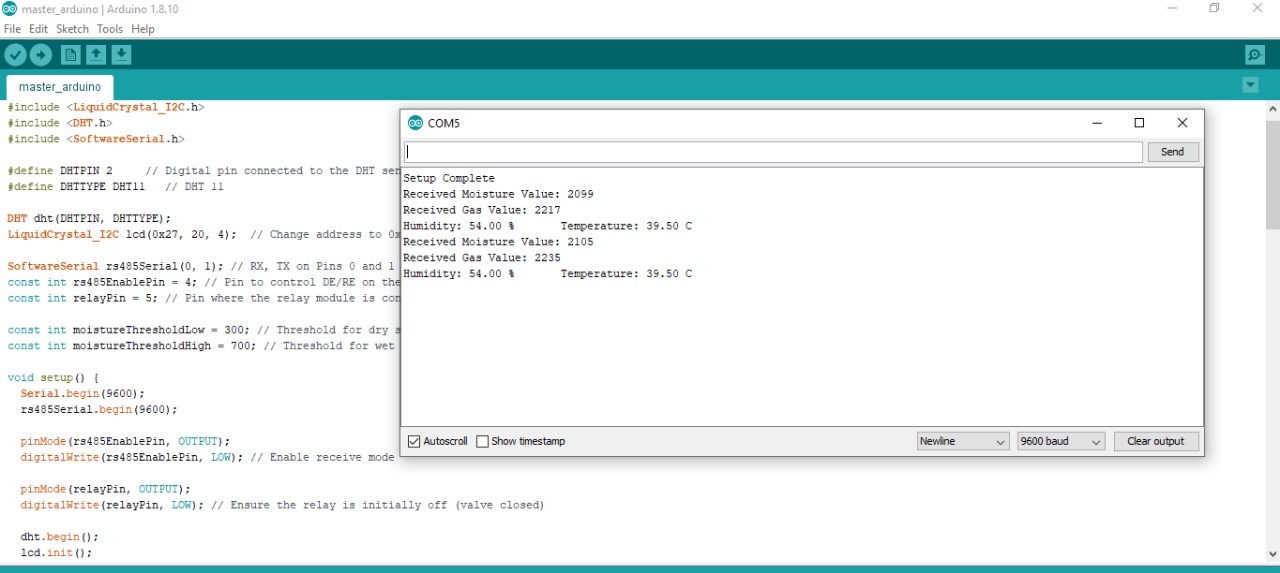 master_arduino | Arduino 1.8.10
File Edit Sketch Tools Help
master_arduino
#include <LiquidCrystal_I2C.h>
#include <DHT.h>
#include <SoftwareSerial.h>
#define DHTPIN 2     // Digital pin connected to the DHT sen
#define DHTTYPE DHT11   // DHT 11
DHT dht(DHTPIN, DHTTYPE);
LiquidCrystal_I2C lcd(0x27, 20, 4);  // Change address to 0x
SoftwareSerial rs485Serial(0, 1); // RX, TX on Pins 0 and 1
const int rs485EnablePin = 4; // Pin to control DE/RE on the
const int relayPin = 5; // Pin where the relay module is con
const int moistureThresholdLow = 300; // Threshold for dry s
const int moistureThresholdHigh = 700; // Threshold for wet
void setup() {
  Serial.begin(9600);
  rs485Serial.begin(9600);
  pinMode(rs485EnablePin, OUTPUT);
  digitalWrite(rs485EnablePin, LOW); // Enable receive mode
  pinMode(relayPin, OUTPUT);
  digitalWrite(relayPin, LOW); // Ensure the relay is initially off (valve closed)
  dht.begin();
  lcd.init();
COM5
Send
Setup Complete
Received Moisture Value: 2099
Received Gas Value: 2217
Humidity: 54.00 %       Temperature: 39.50 C
Received Moisture Value: 2105
Received Gas Value: 2235
Humidity: 54.00 %       Temperature: 39.50 C
Autoscroll Show timestamp Newline 9600 baud Clear output